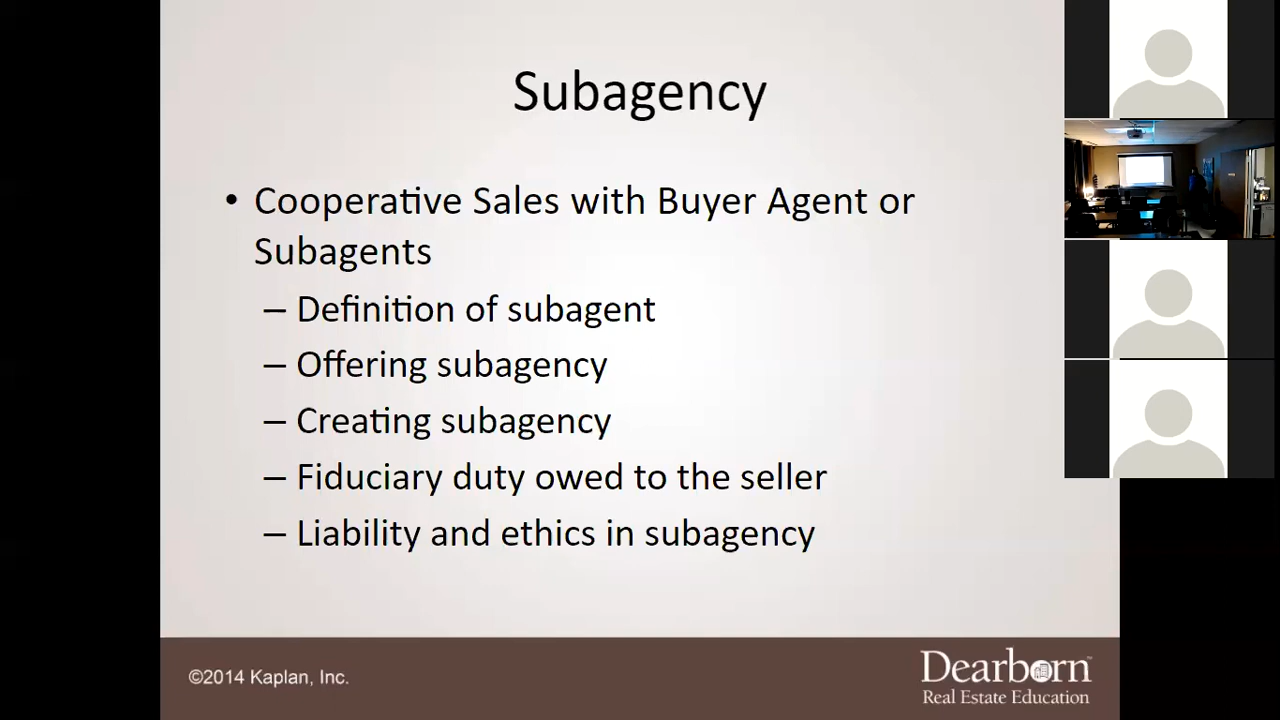 Subagency
• Cooperative Sales with Buyer Agent or
Subagents
– Definition of subagent
– Offering subagency
– Creating subagency
– Fiduciary duty owed to the seller
– Liability and ethics in subagency
©2014 Kaplan, Inc.
Dearborn™
Real Estate Education